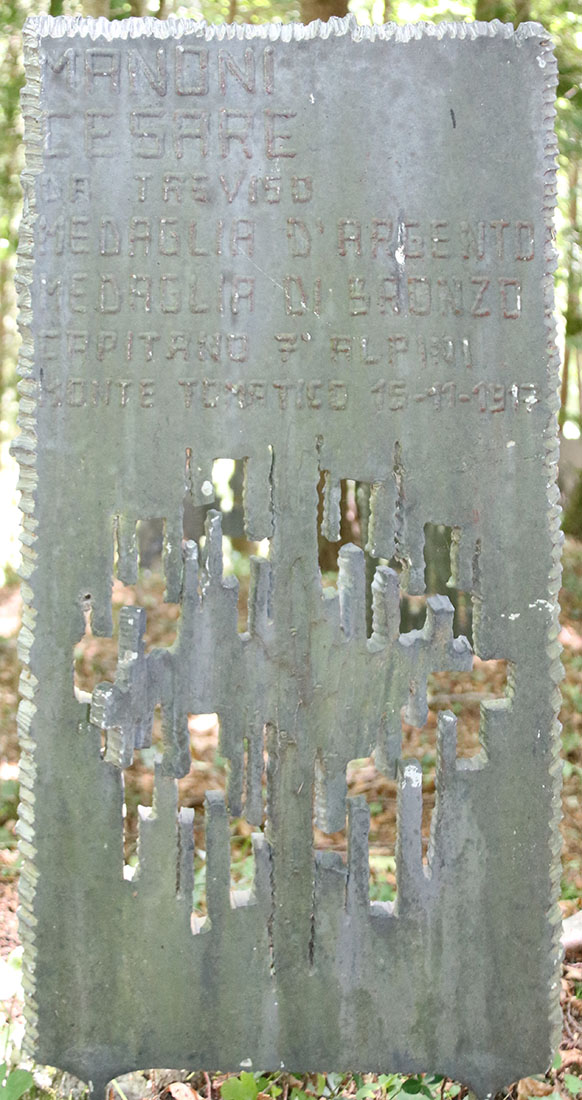 MANONI
CESARE
DA TREVISO
MEDAGLIA D'ARGENTO
MEDAGLIA DI BRONZO
CAPITANO 7° ALPINI
MONTE TOMATICO 15-11-1917